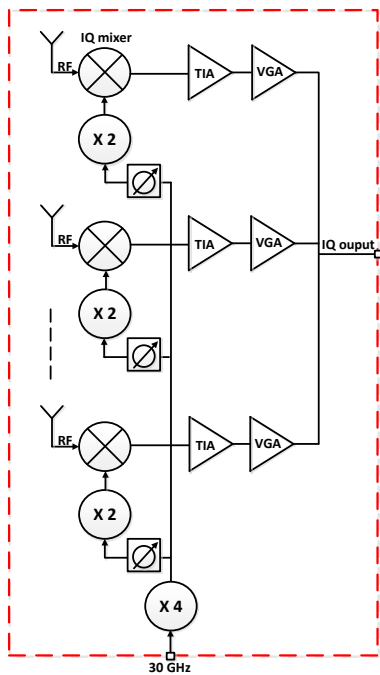 IQ mixer
RF
TIA
VGA
X 2
RF
TIA
VGA
IQ ouput
X 2
RF
TIA
VGA
X 2
X 4
30 GHz